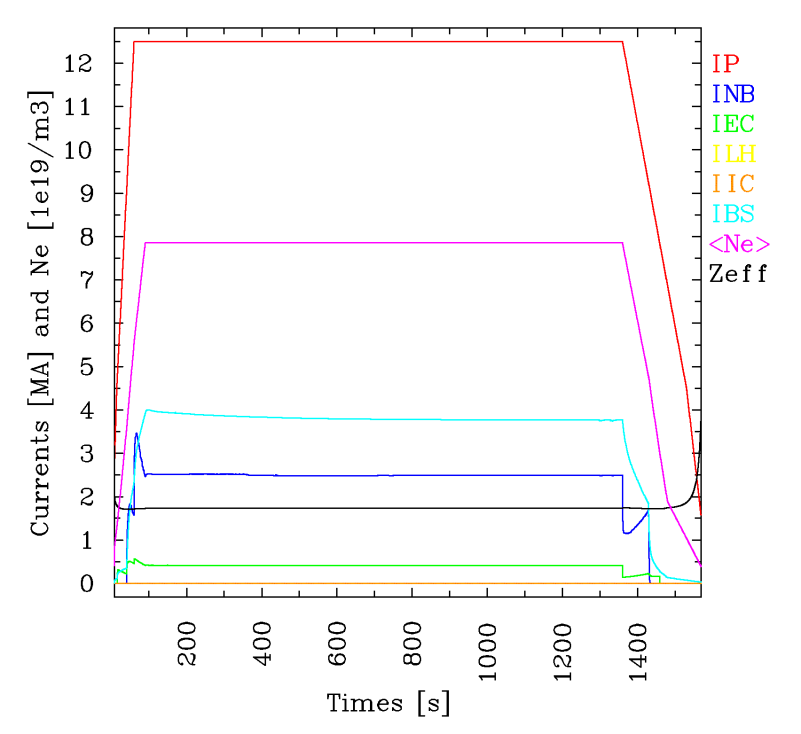 Currents [MA] and Ne [1e19/m3]
12
11
10
9
8
7
6
5
4
3
2
1
0
200
400
600
800
1000
1200
1400
Times [s]
IP
INB
IEC
ILH
IIC
IBS
<Ne>
Zeff